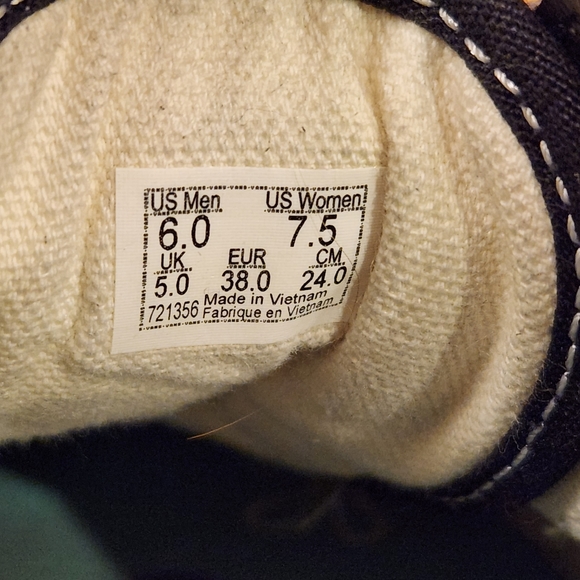 US Men US Women
6.0 7.5
UK EUR CM
5.0 38.0 24.0
Made in Vietnam
721356 Fabrique en Vietnam